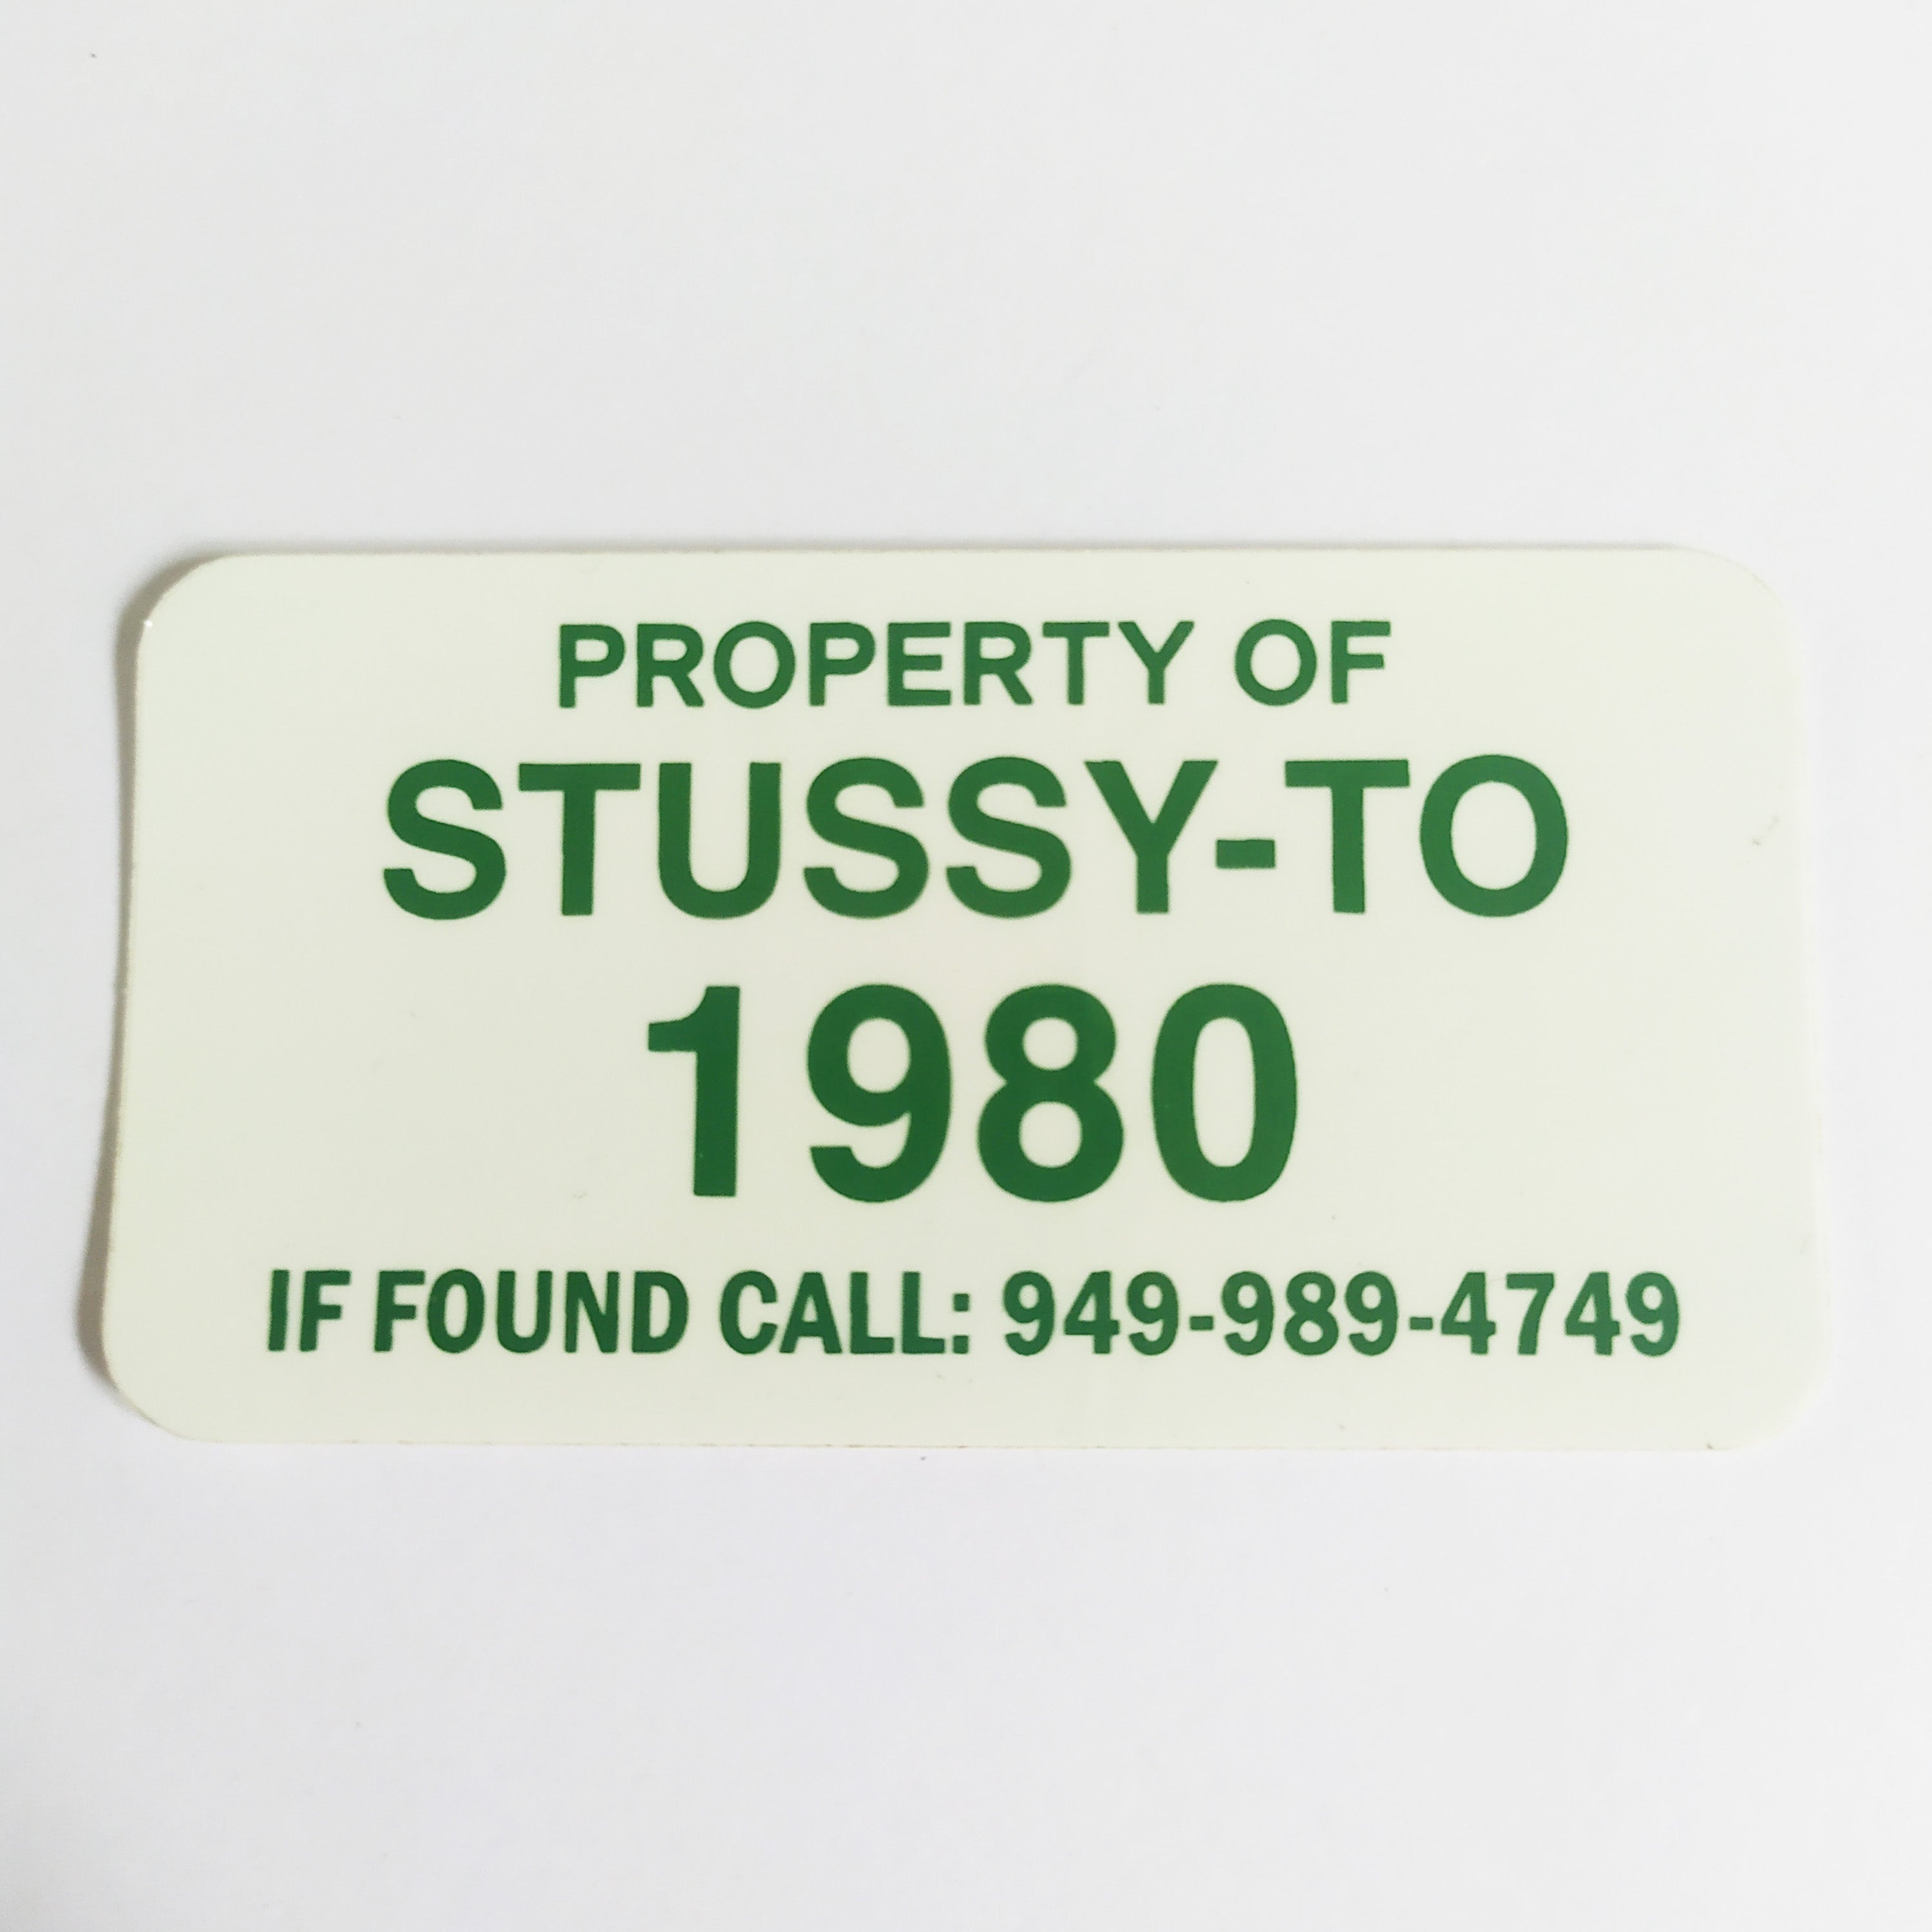 PROPERTY OF
STUSSY-TO
1980
IF FOUND CALL: 949-989-4749